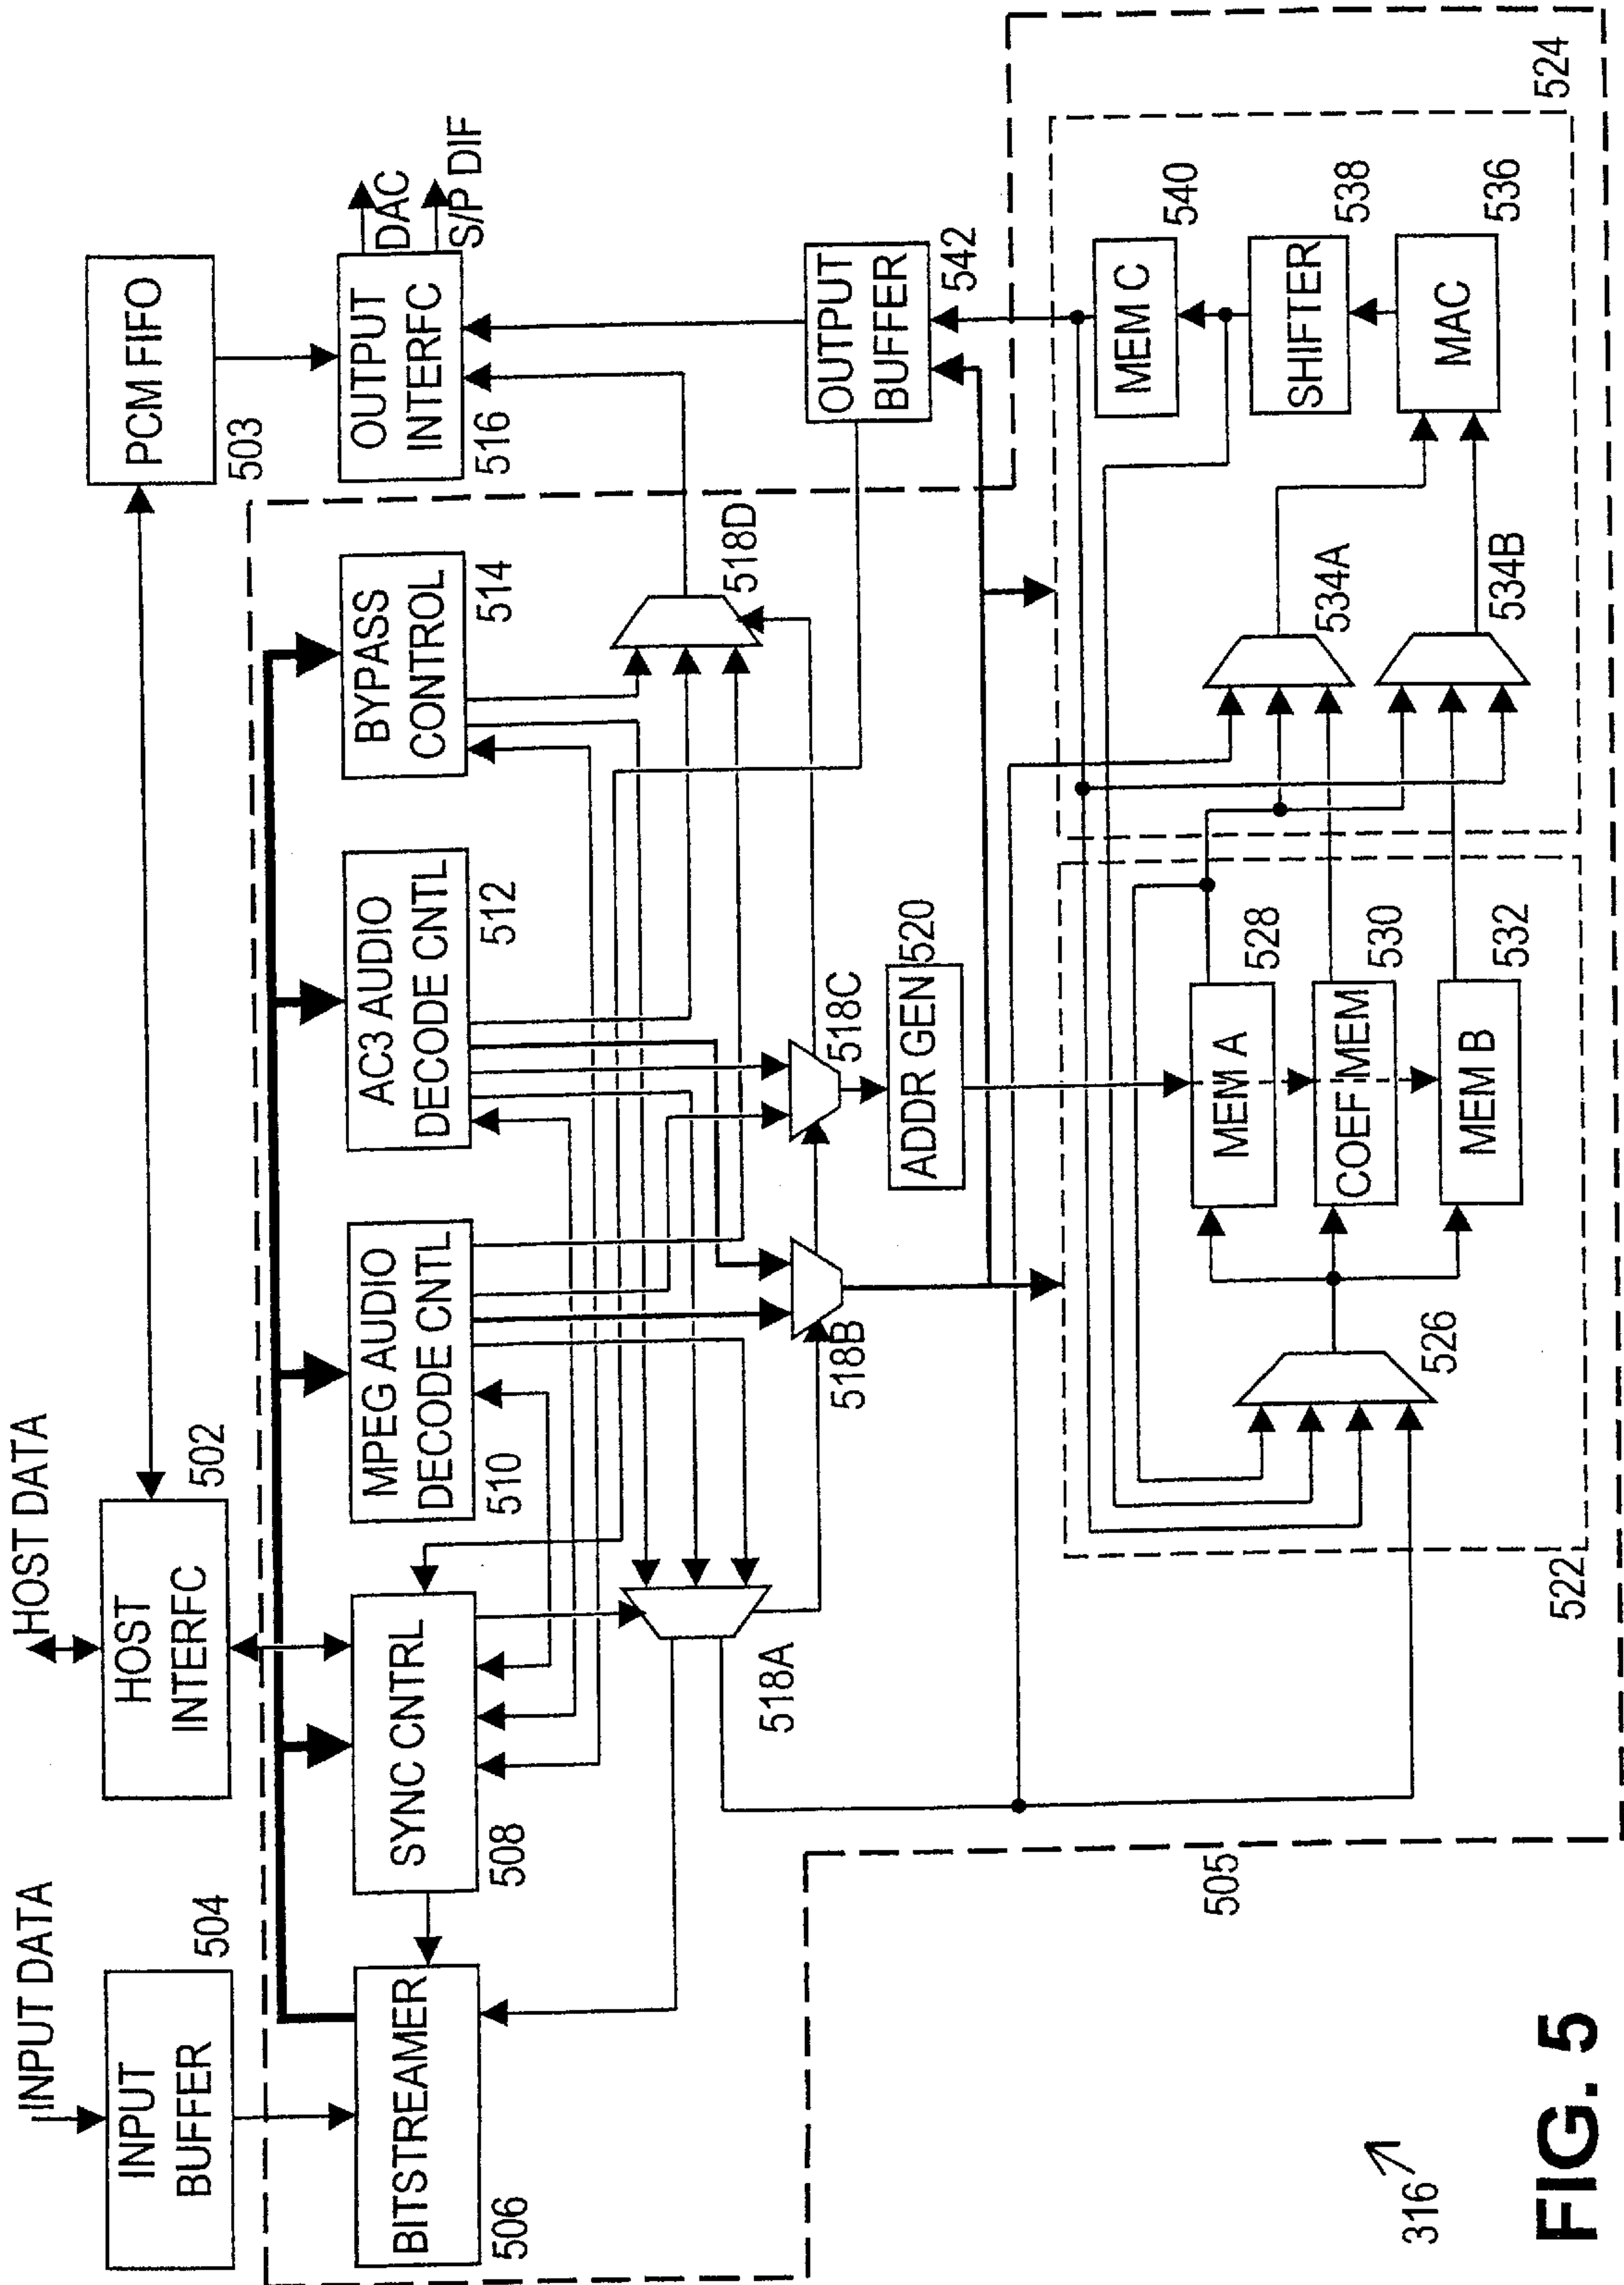 INPUT DATA
HOST DATA
INPUT
BUFFER
504
HOST
INTERFC
502
PCM FIFO
503
BITSTREAMER
506
SYNC CNTRL
508
MPEG AUDIO
DECODE CNTL
510
AC3 AUDIO
DECODE CNTL
512
BYPASS
CONTROL
514
OUTPUT
INTERFC
516
DAC
S/P DIF
518A
518B
518C
518D
ADDR GEN
520
OUTPUT
BUFFER
542
505
522
526
MEM A
528
COEF MEM
530
MEM B
532
524
534A
534B
MEM C
540
SHIFTER
538
MAC
536
316
FIG. 5